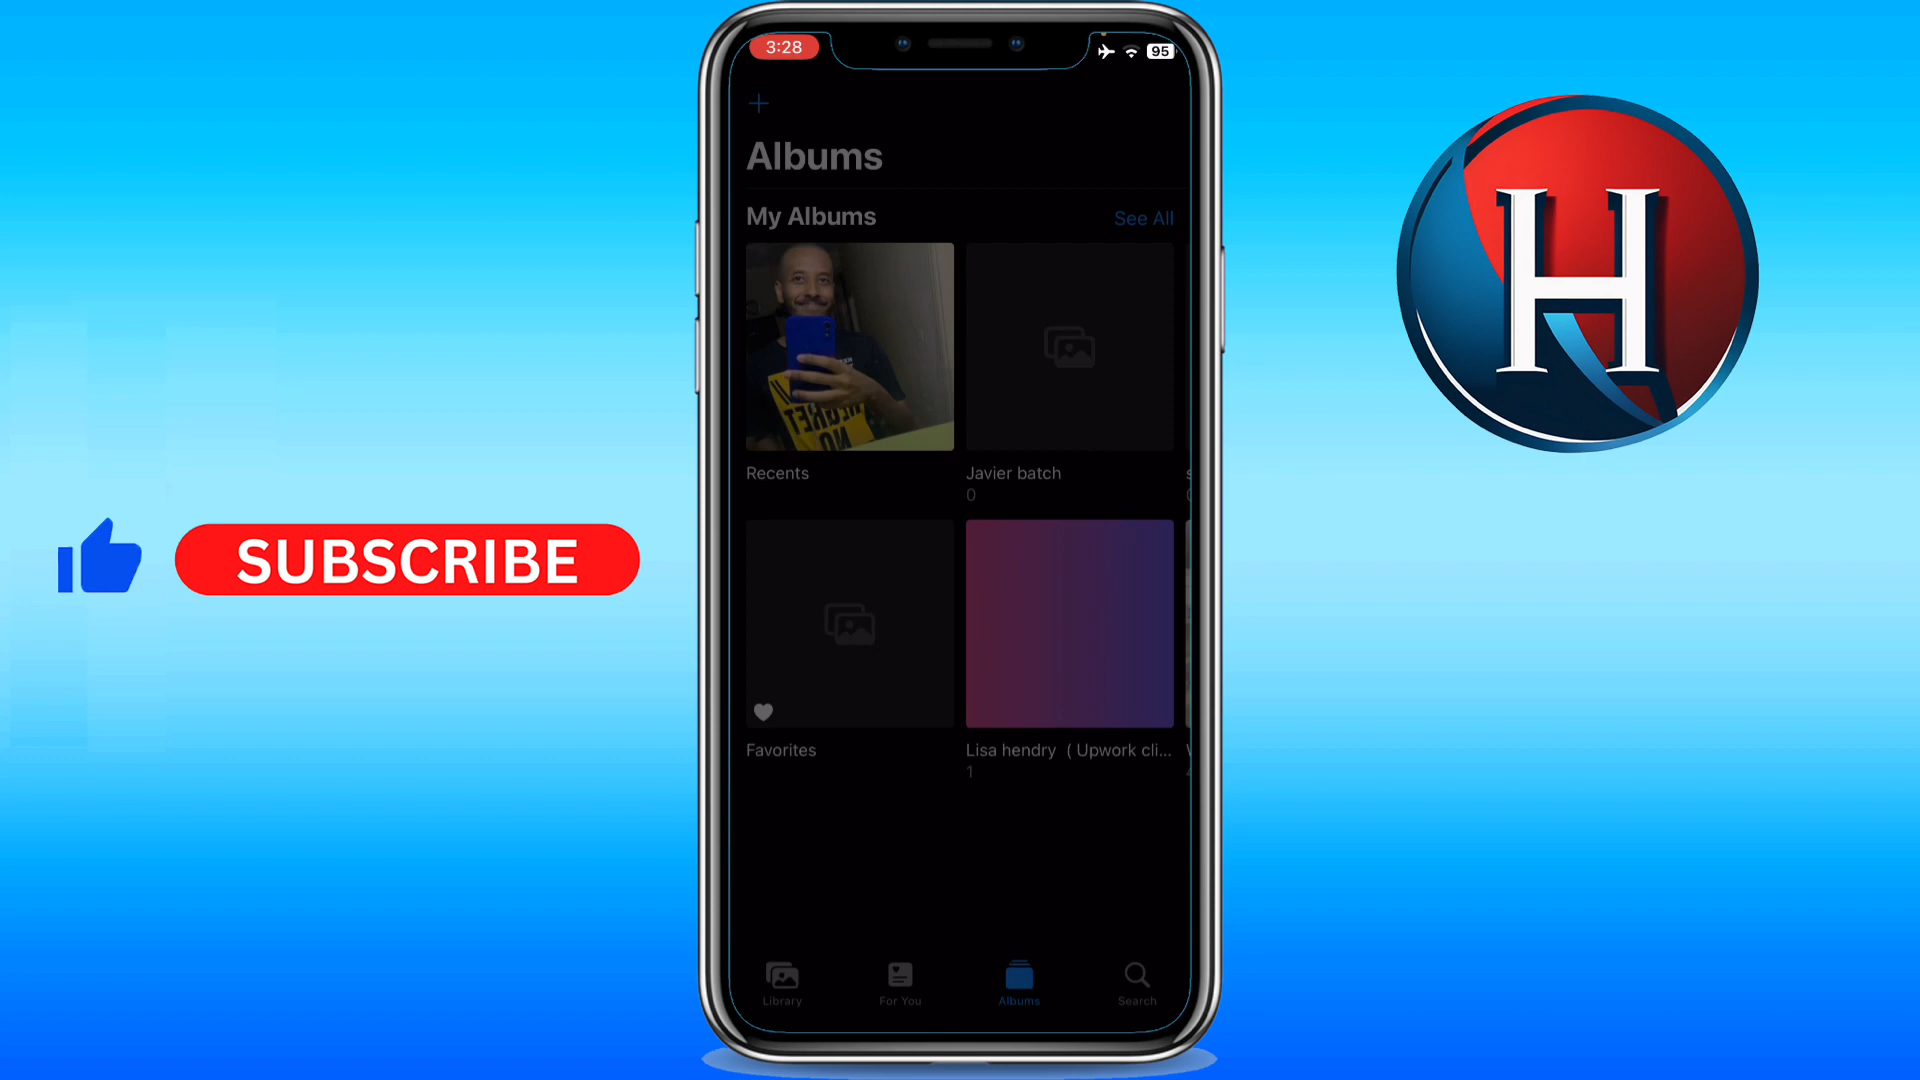 3:28
95
+
Albums
My Albums
See All
Recents
Javier batch
0
Favorites
Lisa hendry ( Upwork cli...
1
Library
For You
Albums
Search
SUBSCRIBE
H